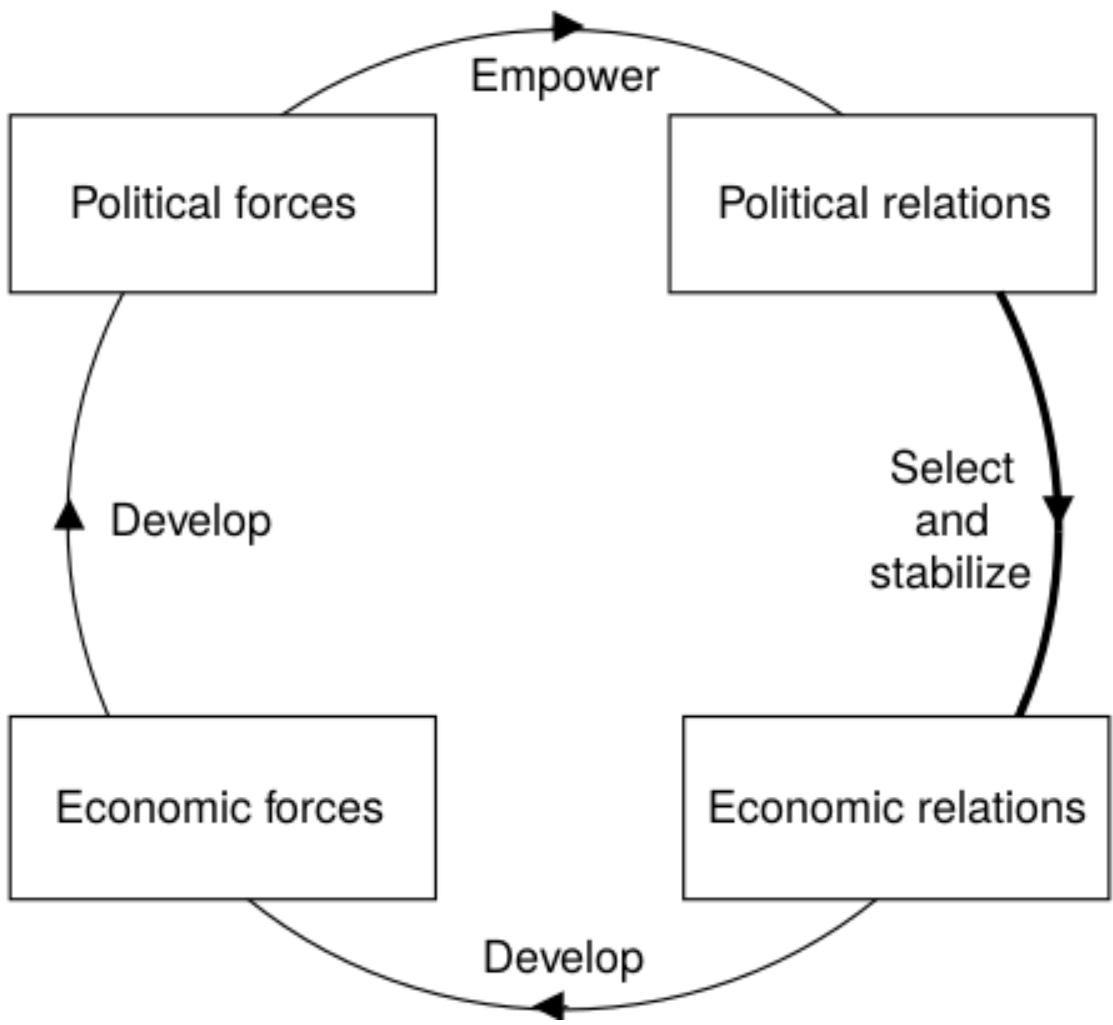 Empower
Political forces
Political relations
Select
and
stabilize
Develop
Economic forces
Economic relations
Develop